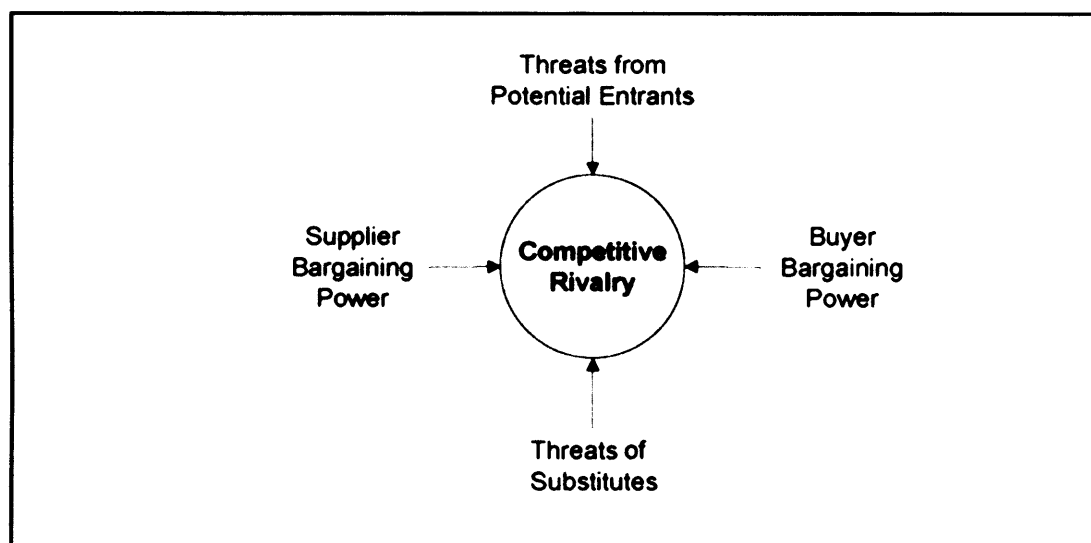 Threats from
Potential Entrants
Supplier
Bargaining
Power
Competitive
Rivalry
Buyer
Bargaining
Power
Threats of
Substitutes